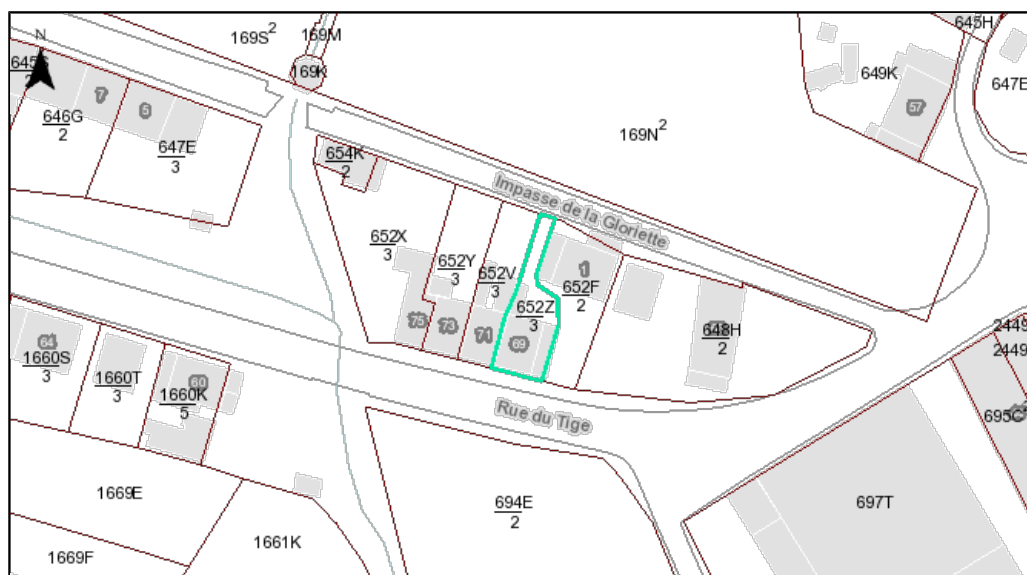 645H
169S²
169M
N
645S
169K
649K
647E
7
5
57
646G
2
169N²
647E
3
654K
2
Impasse de la Gloriette
652X
3
652Y
3
652V
3
1
652F
2
652Z
3
75
73
71
69
648H
2
2449
2449
64
1660S
3
1660T
3
60
1660K
5
Rue du Tige
695C
1669E
694E
2
697T
1661K
1669F